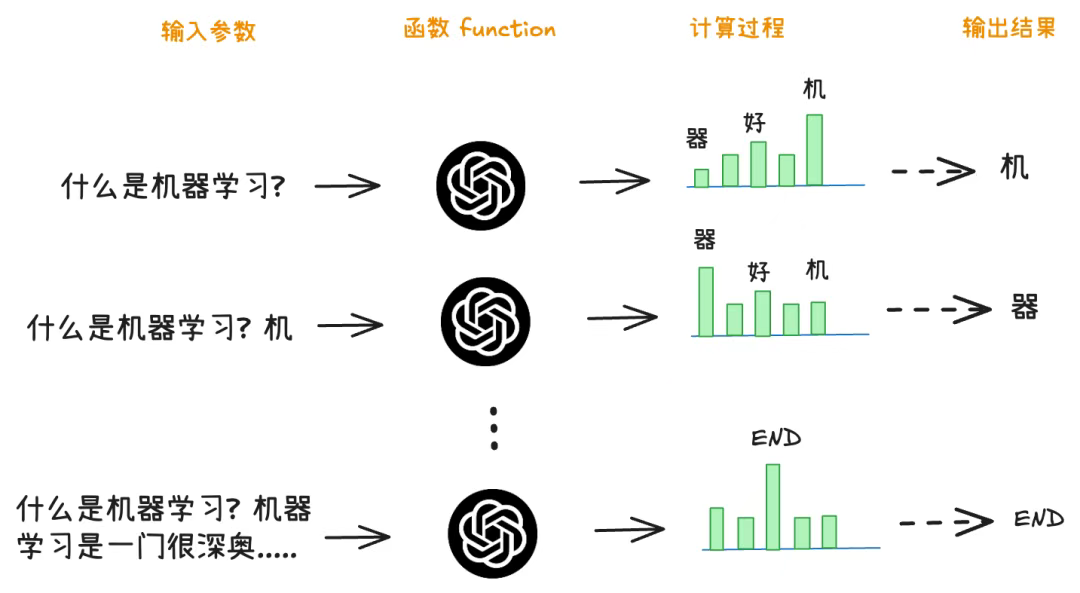 输入参数
函数 function
计算过程
输出结果
什么是机器学习?
器
好
机
机
什么是机器学习? 机
器
好
机
器
什么是机器学习? 机器
学习是一门很深奥.....
END
END